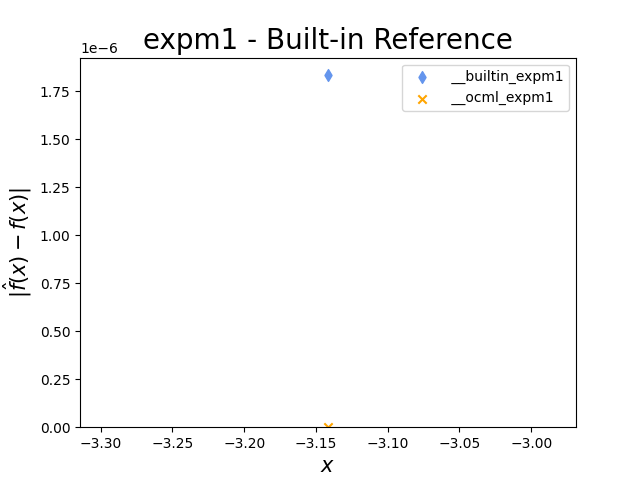 expm1 - Built-in Reference
1e−6
__builtin_expm1
__ocml_expm1
1.75
1.50
1.25
1.00
0.75
0.50
0.25
0.00
|f̂(x) − f(x)|
−3.30 −3.25 −3.20 −3.15 −3.10 −3.05 −3.00
x